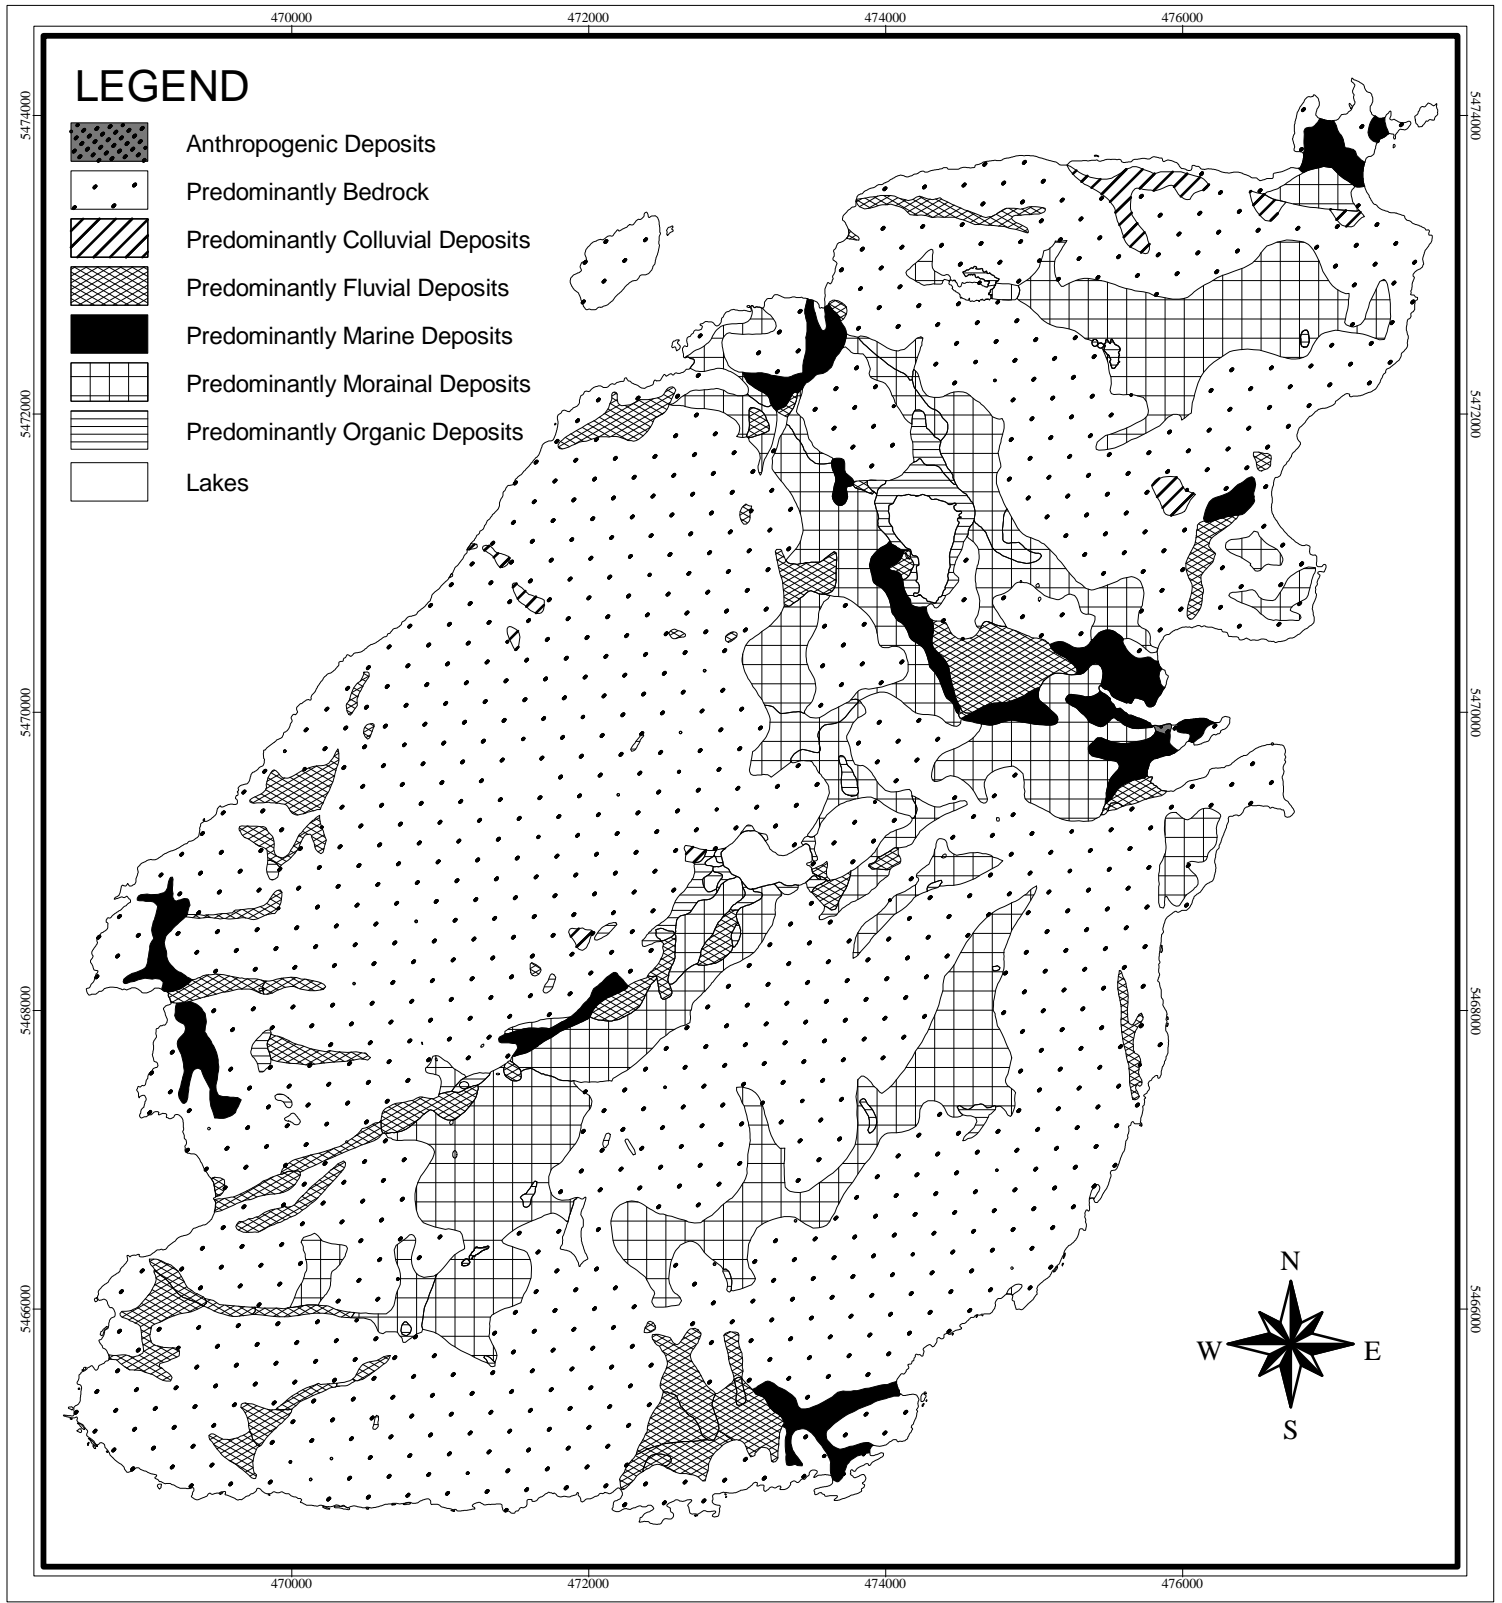 470000 472000 474000 476000
LEGEND
Anthropogenic Deposits
Predominantly Bedrock
Predominantly Colluvial Deposits
Predominantly Fluvial Deposits
Predominantly Marine Deposits
Predominantly Morainal Deposits
Predominantly Organic Deposits
Lakes
5474000
5472000
5470000
5468000
5466000
5474000
5472000
5470000
5468000
5466000
N
W E
S
470000 472000 474000 476000